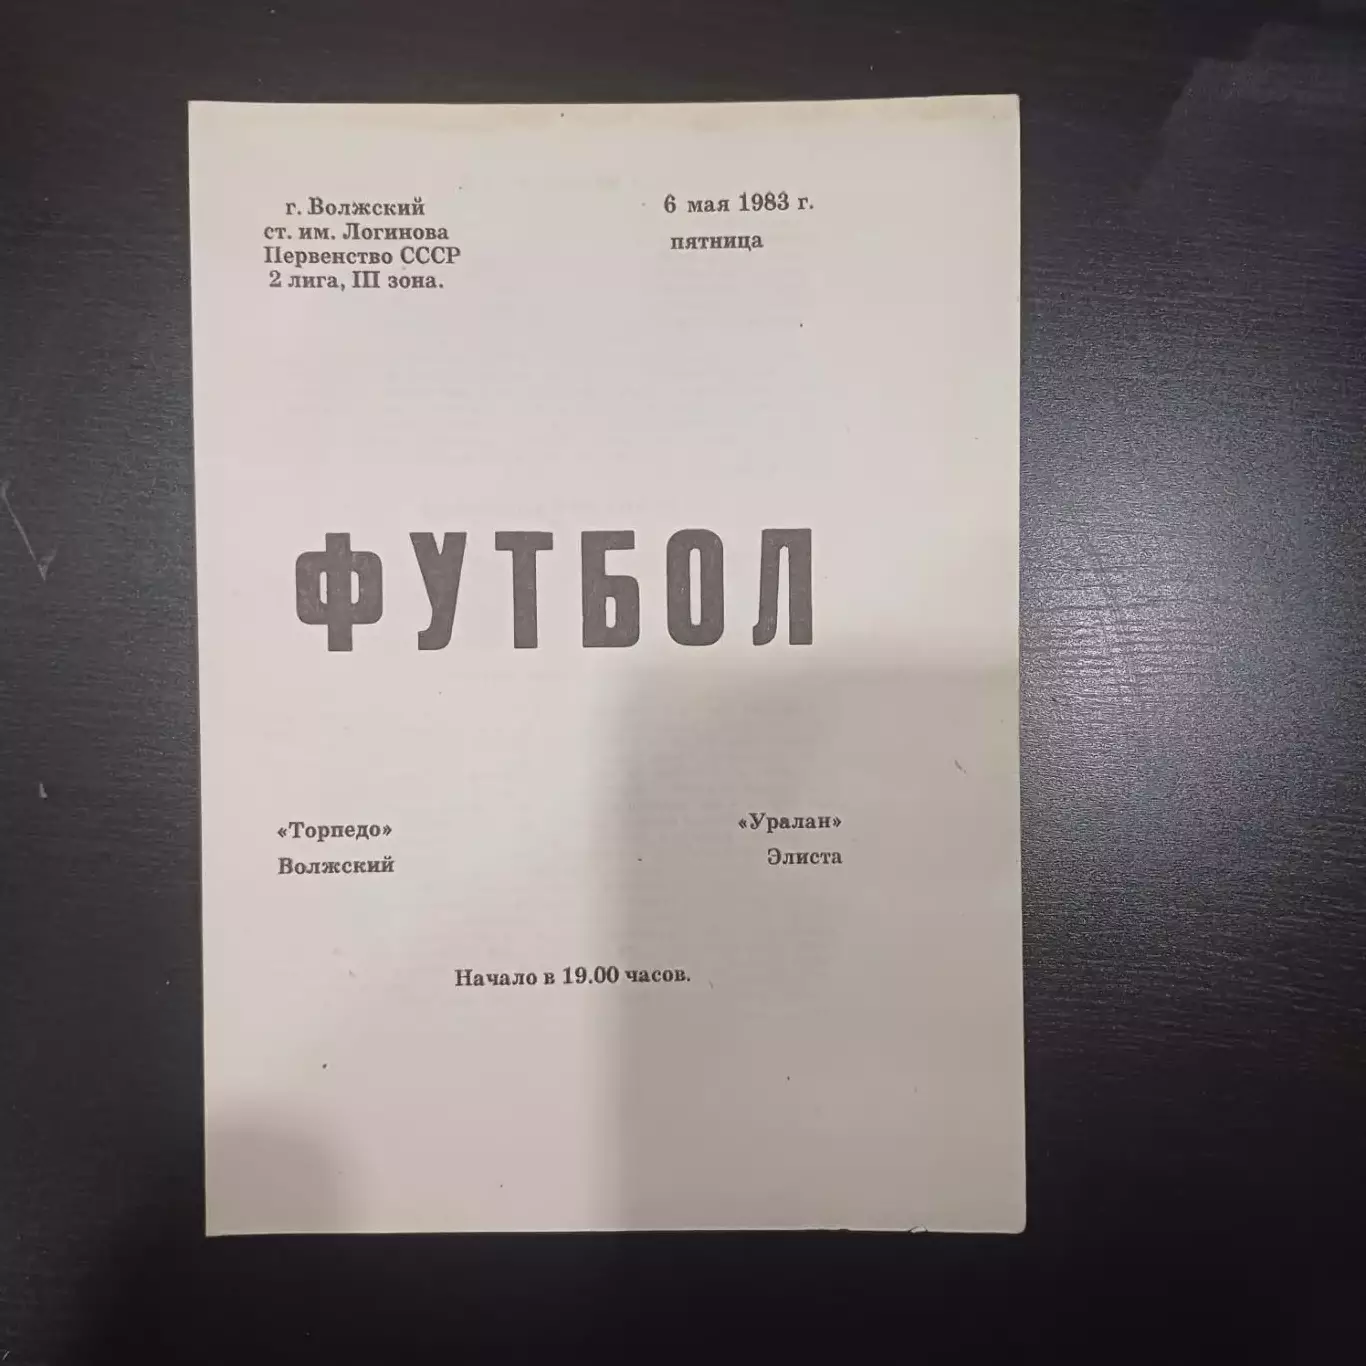 г. Волжский
ст. им. Логинова
Первенство СССР
2 лига, III зона.
6 мая 1983 г.
пятница
ФУТБОЛ
«Торпедо»
Волжский
«Уралан»
Элиста
Начало в 19.00 часов.